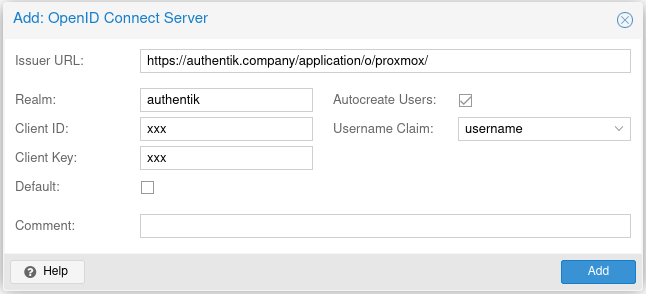 Add: OpenID Connect Server
Issuer URL: https://authentik.company/application/o/proxmox/
Realm: authentik Autocreate Users:
Client ID: xxx Username Claim: username
Client Key: xxx
Default:
Comment:
Help Add